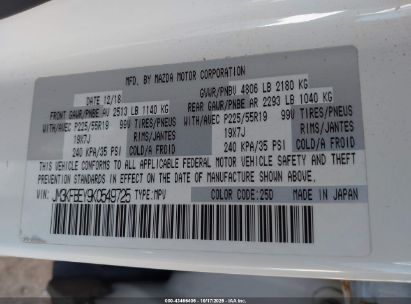 MFD. BY MAZDA MOTOR CORPORATION
DATE 12/18 GVWR/PNBV 4806 LB 2180 KG
FRONT GAWR/PNBE AV 2513 LB 1140 KG REAR GAWR/PNBE AR 2293 LB 1040 KG
WITH/AVEC P225/55R19 99V TIRES/PNEUS WITH/AVEC P225/55R19 99V TIRES/PNEUS
19X7J RIMS/JANTES 19X7J RIMS/JANTES
240 KPA/35 PSI COLD/A FROID 240 KPA/35 PSI COLD/A FROID
THIS VEHICLE CONFORMS TO ALL APPLICABLE FEDERAL MOTOR VEHICLE SAFETY, BUMPER, AND
THEFT PREVENTION STANDARDS IN EFFECT ON THE DATE OF MANUFACTURE SHOWN ABOVE.
VIN: JM3KFBEY9K0549725 TYPE:MPV COLOR CODE:25D MADE IN JAPAN